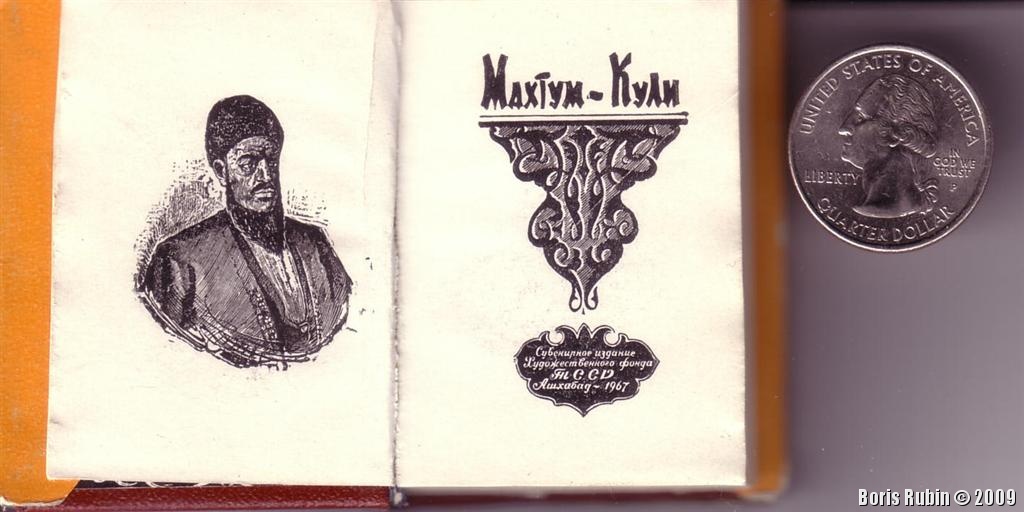 Махтум-Кули
Сувенирное издание
Художественного фонда
ТССР
Ашхабад - 1967
UNITED STATES OF AMERICA
LIBERTY
IN
GOD WE
TRUST
P
QUARTER DOLLAR
Boris Rubin © 2009